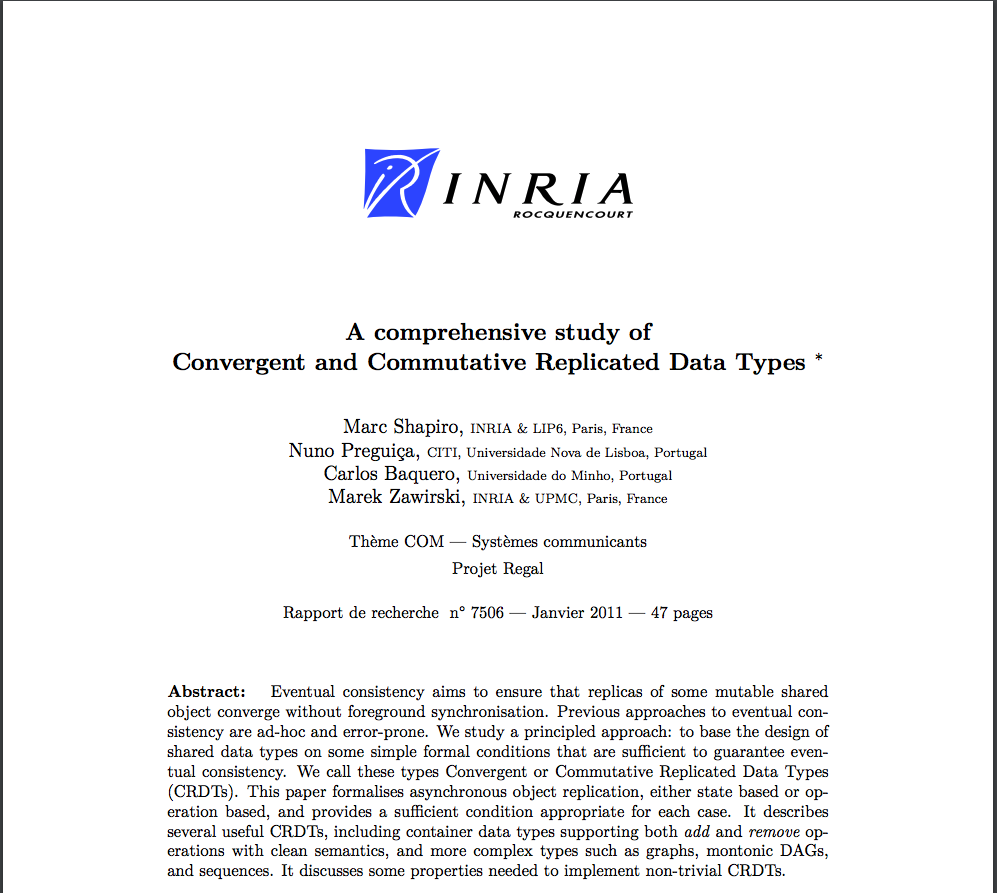 INRIA
ROCQUENCOURT
A comprehensive study of
Convergent and Commutative Replicated Data Types *
Marc Shapiro, INRIA & LIP6, Paris, France
Nuno Preguiça, CITI, Universidade Nova de Lisboa, Portugal
Carlos Baquero, Universidade do Minho, Portugal
Marek Zawirski, INRIA & UPMC, Paris, France
Thème COM — Systèmes communicants
Projet Regal
Rapport de recherche n° 7506 — Janvier 2011 — 47 pages
Abstract: Eventual consistency aims to ensure that replicas of some mutable shared
object converge without foreground synchronisation. Previous approaches to eventual con-
sistency are ad-hoc and error-prone. We study a principled approach: to base the design of
shared data types on some simple formal conditions that are sufficient to guarantee even-
tual consistency. We call these types Convergent or Commutative Replicated Data Types
(CRDTs). This paper formalises asynchronous object replication, either state based or op-
eration based, and provides a sufficient condition appropriate for each case. It describes
several useful CRDTs, including container data types supporting both add and remove op-
erations with clean semantics, and more complex types such as graphs, montonic DAGs,
and sequences. It discusses some properties needed to implement non-trivial CRDTs.